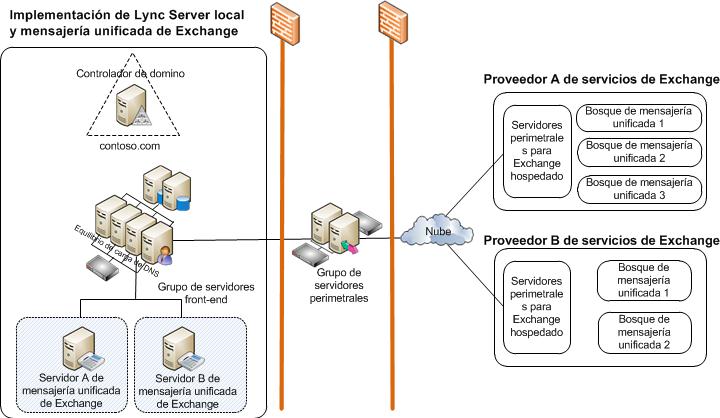 Implementación de Lync Server local
y mensajería unificada de Exchange
Controlador de domino
contoso.com
Equilibrio de carga de DNS
Grupo de servidores
front-end
Servidor A de
mensajería unificada
de Exchange
Servidor B de
mensajería unificada
de Exchange
Grupo de
servidores
perimetrales
Nube
Proveedor A de servicios de Exchange
Servidores
perimetrale
s para
Exchange
hospedado
Bosque de mensajería
unificada 1
Bosque de mensajería
unificada 2
Bosque de mensajería
unificada 3
Proveedor B de servicios de Exchange
Servidores
perimetrale
s para
Exchange
hospedado
Bosque de
mensajería
unificada 1
Bosque de
mensajería
unificada 2